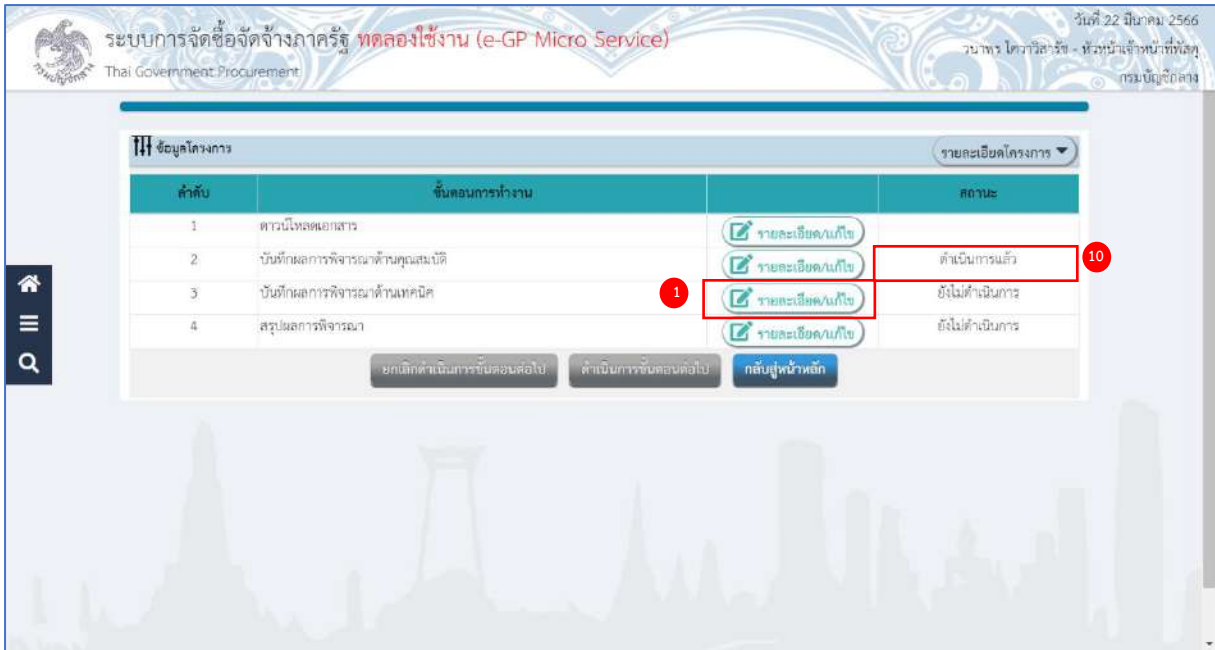 วันที่ 22 มีนาคม 2566
ระบบการจัดซื้อจัดจ้างภาครัฐ ทดลองใช้งาน (e-GP Micro Service)
วนาพร โควาวิสารัช - หัวหน้าเจ้าหน้าที่พัสดุ
Thai Government Procurement
กรมบัญชีกลาง
ข้อมูลโครงการ
รายละเอียดโครงการ
ลำดับ ขั้นตอนการทำงาน สถานะ
1 ดาวน์โหลดเอกสาร รายละเอียด/แก้ไข
2 บันทึกผลการพิจารณาด้านคุณสมบัติ รายละเอียด/แก้ไข ดำเนินการแล้ว 10
3 บันทึกผลการพิจารณาด้านเทคนิค 1 รายละเอียด/แก้ไข ยังไม่ดำเนินการ
4 สรุปผลการพิจารณา รายละเอียด/แก้ไข ยังไม่ดำเนินการ
ยกเลิกดำเนินการขั้นตอนต่อไป ดำเนินการขั้นตอนต่อไป กลับสู่หน้าหลัก